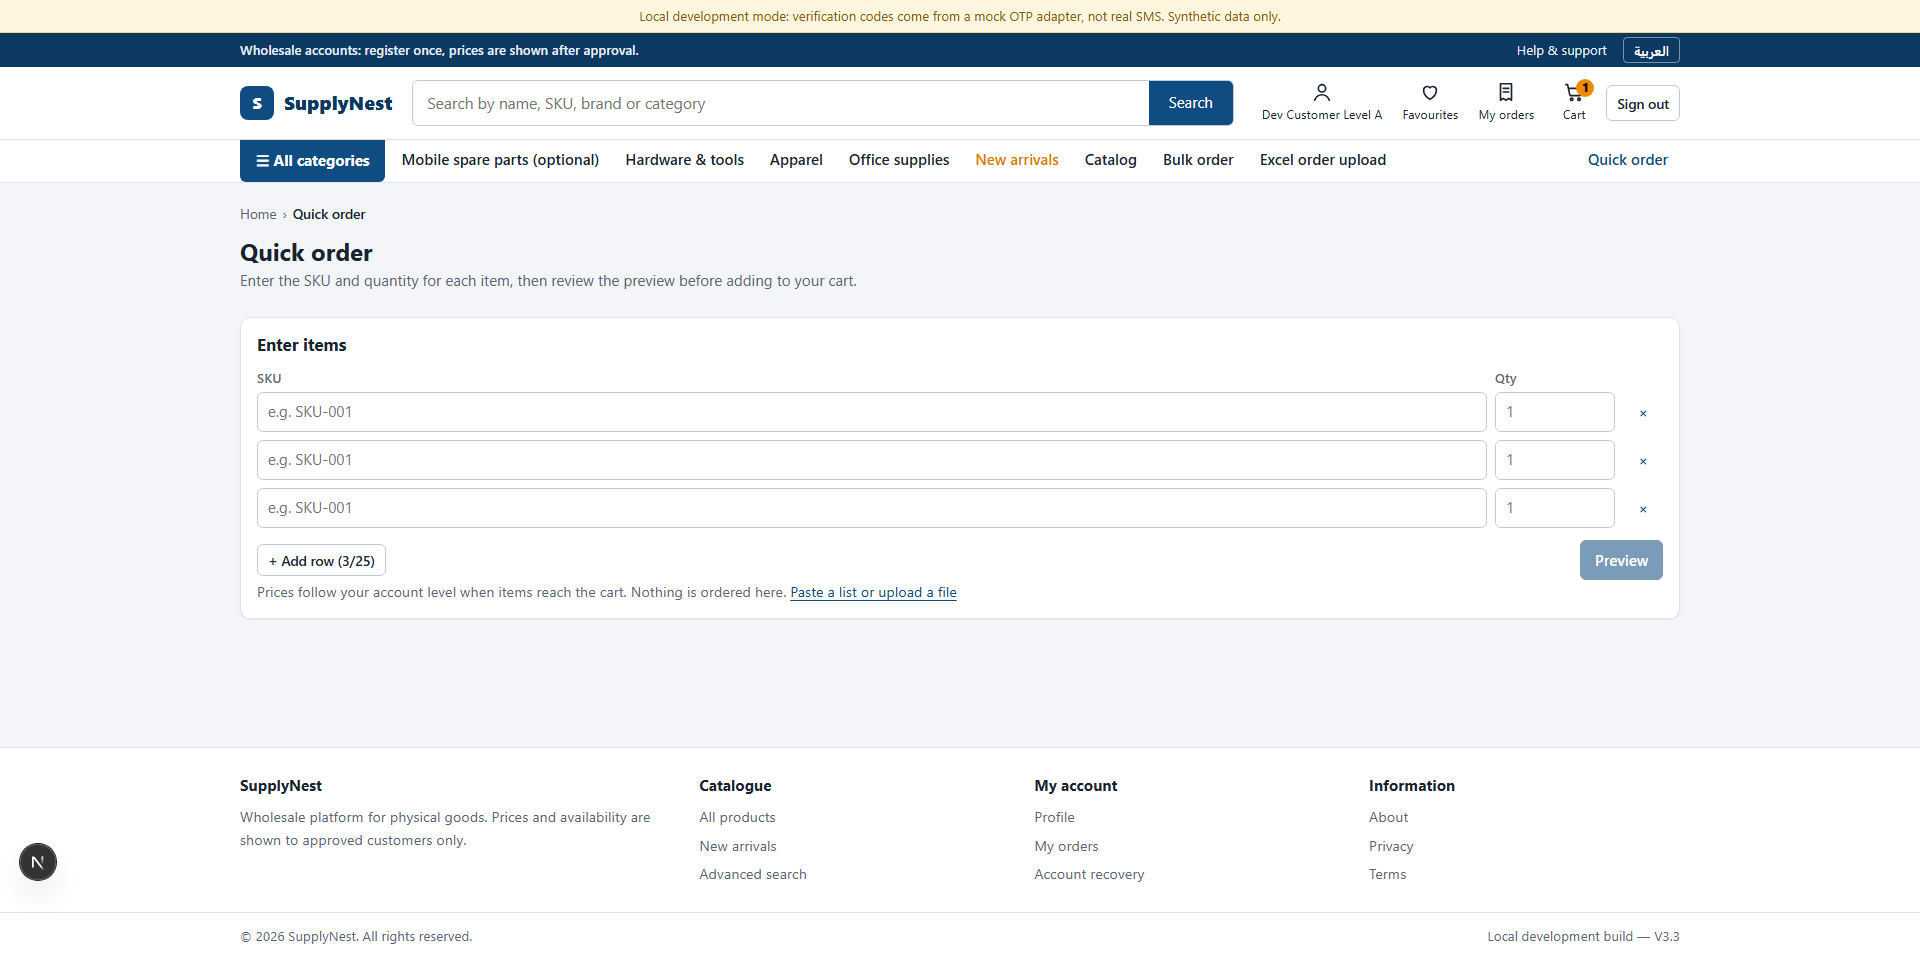 Local development mode: verification codes come from a mock OTP adapter, not real SMS. Synthetic data only.
Wholesale accounts: register once, prices are shown after approval.
Help & support
العربية
S
SupplyNest
Search by name, SKU, brand or category
Search
Dev Customer Level A
Favourites
My orders
1
Cart
Sign out
☰ All categories
Mobile spare parts (optional)
Hardware & tools
Apparel
Office supplies
New arrivals
Catalog
Bulk order
Excel order upload
Quick order
Home › Quick order
Quick order
Enter the SKU and quantity for each item, then review the preview before adding to your cart.
Enter items
SKU
Qty
e.g. SKU-001
1
×
e.g. SKU-001
1
×
e.g. SKU-001
1
×
+ Add row (3/25)
Preview
Prices follow your account level when items reach the cart. Nothing is ordered here. Paste a list or upload a file
SupplyNest
Wholesale platform for physical goods. Prices and availability are
shown to approved customers only.
Catalogue
All products
New arrivals
Advanced search
My account
Profile
My orders
Account recovery
Information
About
Privacy
Terms
N
© 2026 SupplyNest. All rights reserved.
Local development build — V3.3